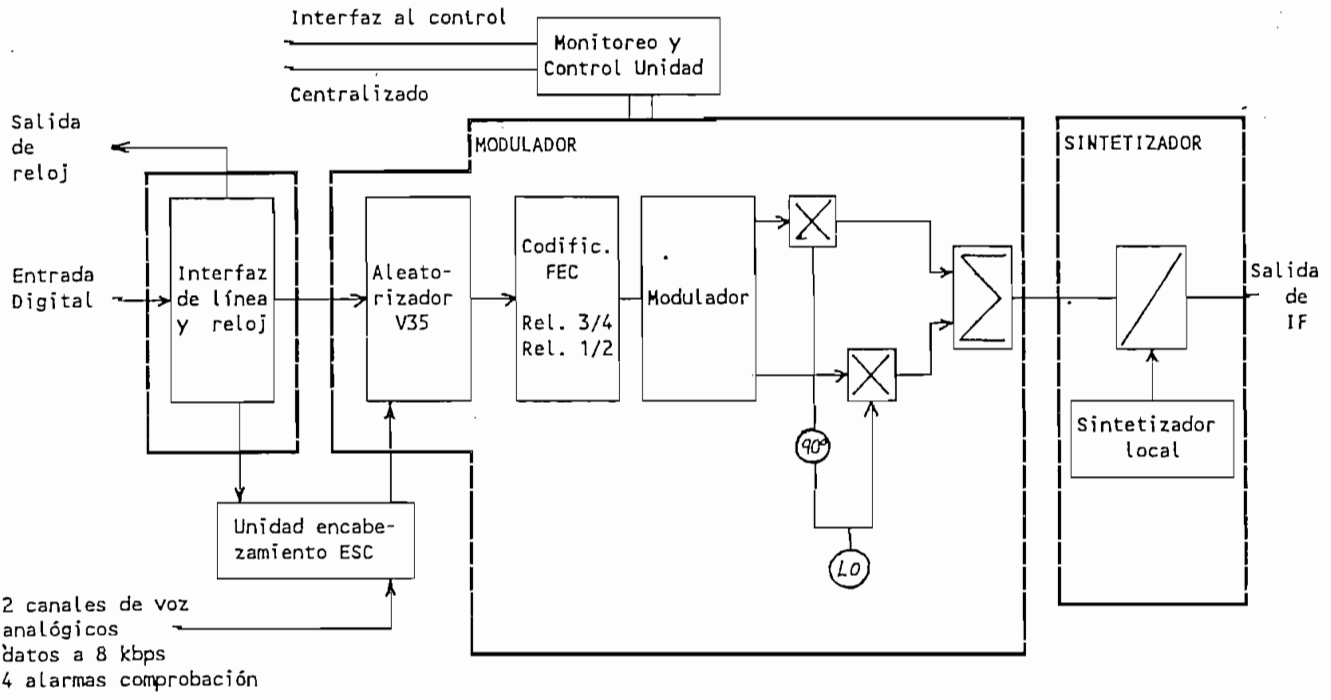 Interfaz al control
Centralizado
Monitoreo y
Control Unidad
Salida
de
reloj
MODULADOR
SINTETIZADOR
Entrada
Digital
Interfaz
de línea
y reloj
Aleato-
rizador
V35
Codific.
FEC
Rel. 3/4
Rel. 1/2
Modulador
Salida
de
IF
90°
LO
Sintetizador
local
Unidad encabe-
zamiento ESC
2 canales de voz
analógicos
datos a 8 kbps
4 alarmas comprobación